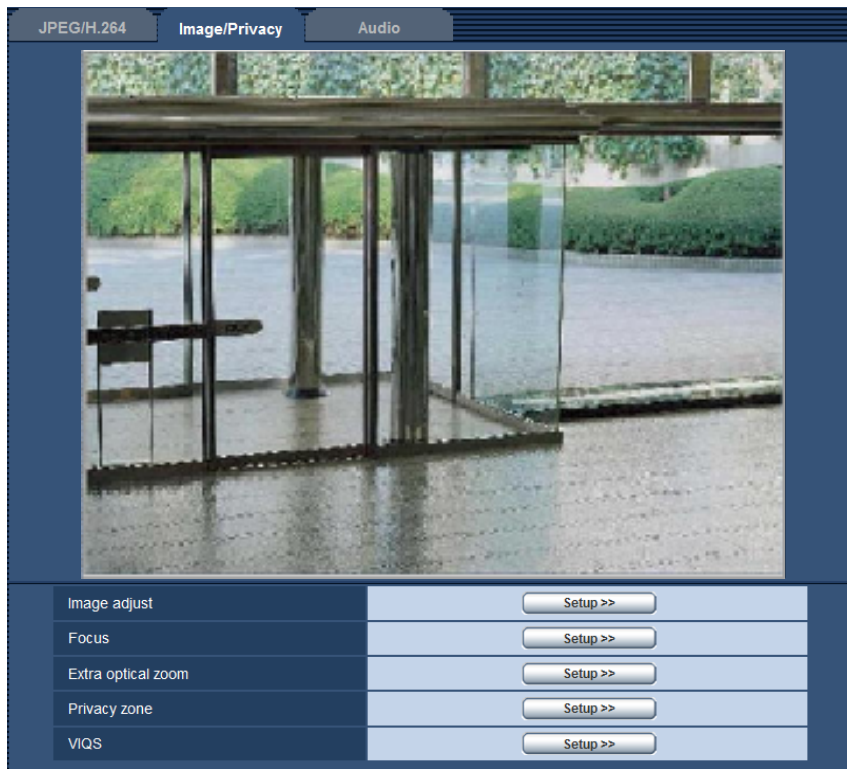 JPEG/H.264 Image/Privacy Audio
Image adjust Setup >>
Focus Setup >>
Extra optical zoom Setup >>
Privacy zone Setup >>
VIQS Setup >>